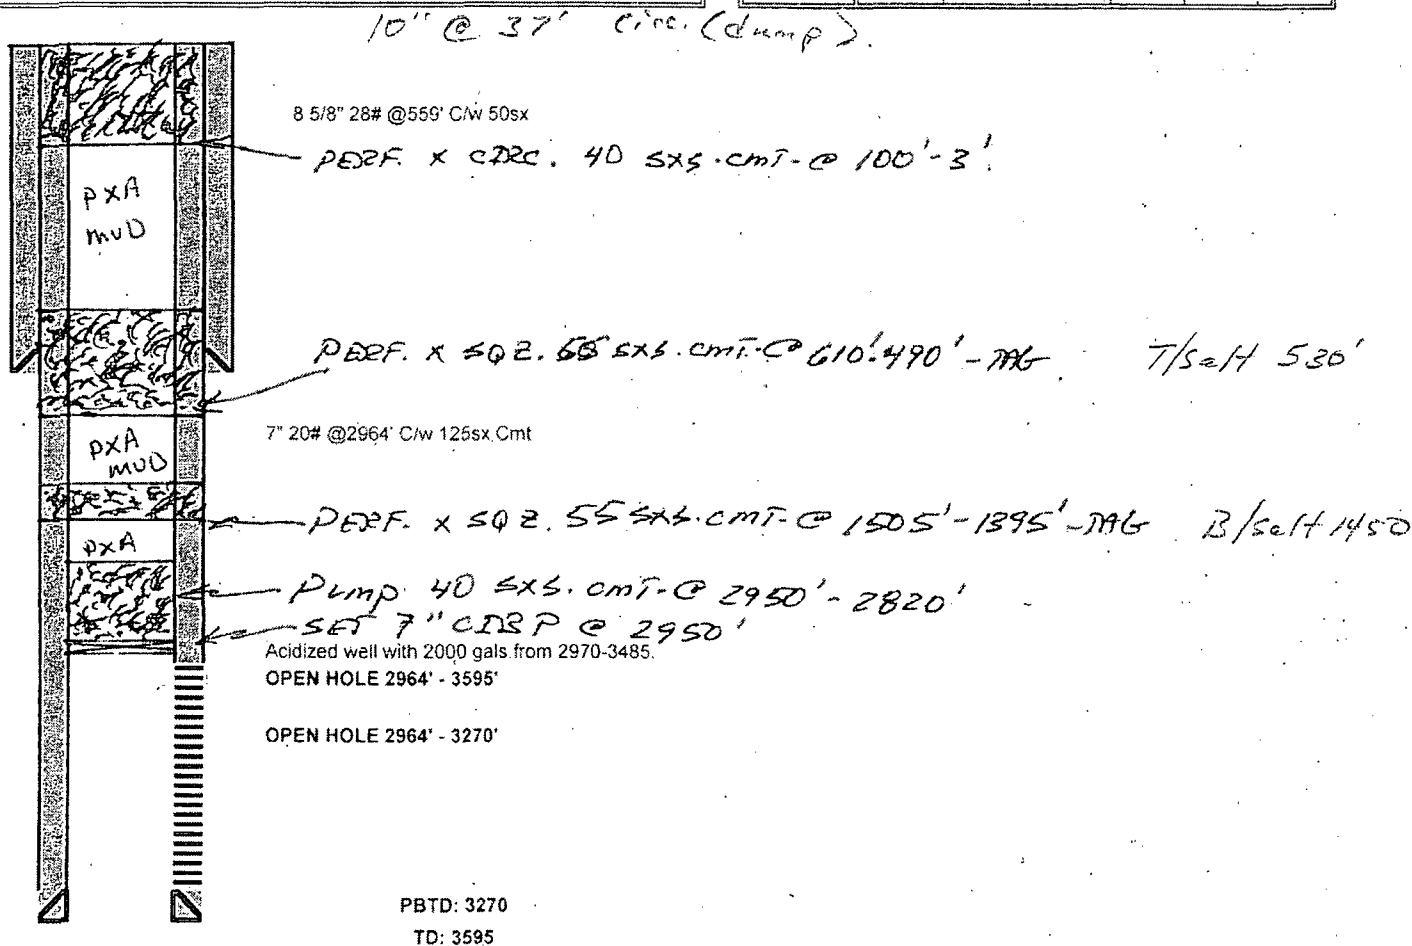 10" @ 37' circ. (dump).
8 5/8" 28# @559' C/w 50sx
PERF. X CIRC. 40 SXS. CMT. @ 100'-3'.
PXA
MUD
PERF. X SQZ. SXS. CMT. @ 610'-490' - TAG T/Salt 530'
7" 20# @2964' C/w 125sx Cmt
PXA
MUD
PERF. X SQZ. 55 SXS. CMT. @ 1505'-1395' - TAG B/Salt 1450
PXA
Pump 40 SXS. CMT. @ 2950' - 2820'
SET 7" CIBP @ 2950'
Acidized well with 2000 gals from 2970-3485.
OPEN HOLE 2964' - 3595'
OPEN HOLE 2964' - 3270'
PBTD: 3270
TD: 3595